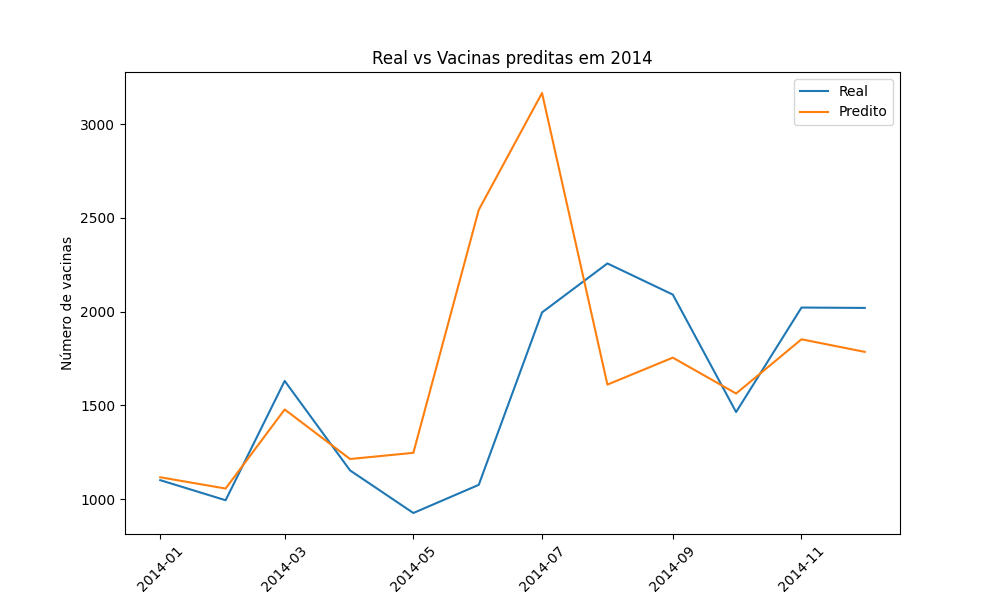 Real vs Vacinas preditas em 2014
Real
Predito
Número de vacinas
3000
2500
2000
1500
1000
2014-01
2014-03
2014-05
2014-07
2014-09
2014-11